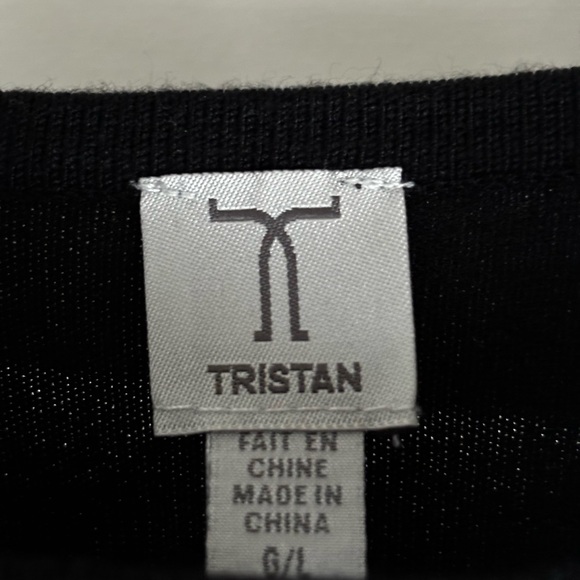 TRISTAN
FAIT EN
CHINE
MADE IN
CHINA
G/L